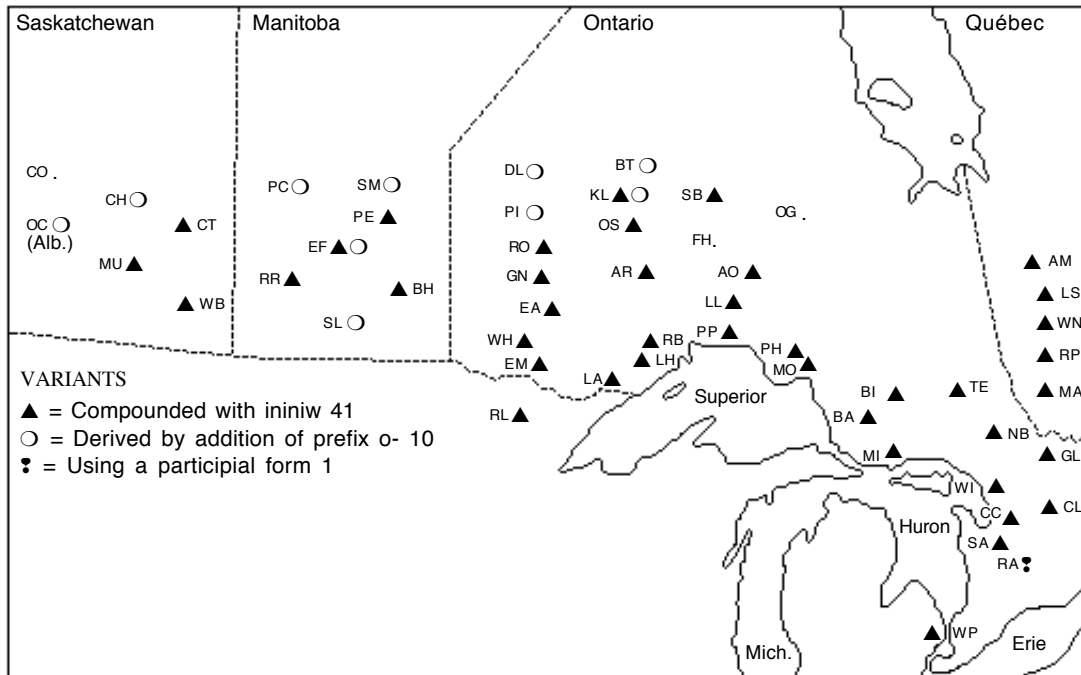 Saskatchewan Manitoba Ontario Québec
CO
CH
OC
(Alb.)
CT
MU
WB
PC
SM
PE
EF
RR
BH
SL
DL
BT
KL
SB
PI
OG
OS
FH
RO
GN
AR
AO
EA
LL
WH
RB
PP
EM
LH
LA
PH
MO
RL
AM
LS
WN
RP
MA
TE
BI
BA
NB
MI
GL
WI
CC
CL
SA
RA
WP
Superior
Huron
Mich.
Erie
VARIANTS
▲ = Compounded with ininiw 41
❍ = Derived by addition of prefix o- 10
❢ = Using a participial form 1